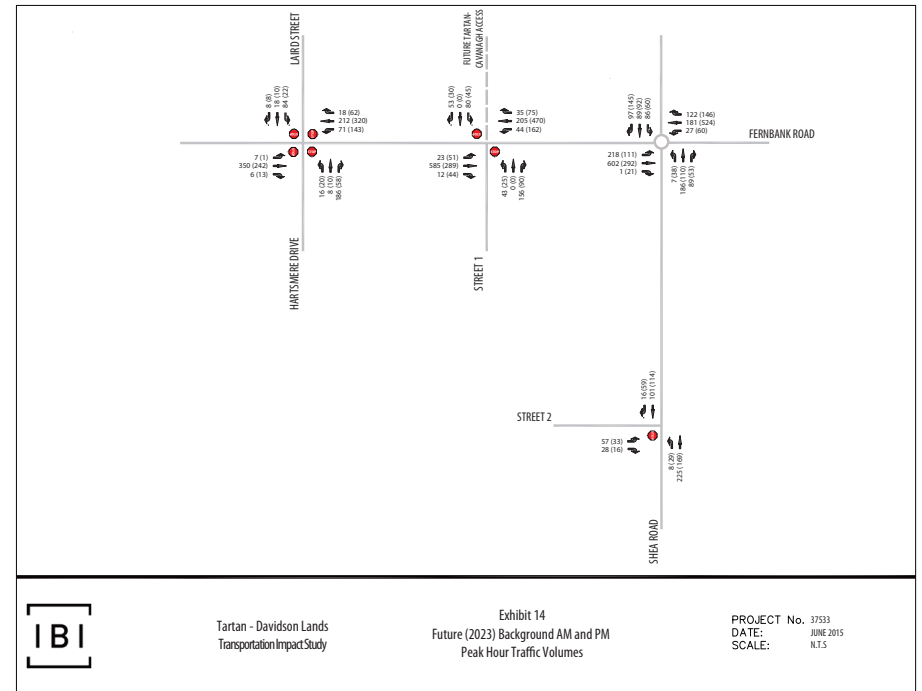 LAIRD STREET
FUTURE TARTAN-
CAVANAGH ACCESS
8 (8)
18 (10)
84 (22)
18 (62)
212 (320)
71 (143)
53 (30)
0 (0)
80 (45)
35 (75)
205 (470)
44 (162)
97 (145)
89 (92)
86 (60)
122 (146)
181 (524)
27 (60)
FERNBANK ROAD
7 (1)
350 (242)
6 (13)
16 (20)
8 (10)
186 (58)
23 (51)
585 (289)
12 (44)
43 (25)
0 (0)
156 (90)
218 (111)
602 (292)
1 (21)
7 (38)
186 (110)
89 (53)
HARTSMERE DRIVE
STREET 1
16 (59)
101 (114)
STREET 2
57 (33)
28 (16)
8 (29)
225 (169)
SHEA ROAD
IBI
Tartan - Davidson Lands
Transportation Impact Study
Exhibit 14
Future (2023) Background AM and PM
Peak Hour Traffic Volumes
PROJECT No. 37533
DATE: JUNE 2015
SCALE: N.T.S